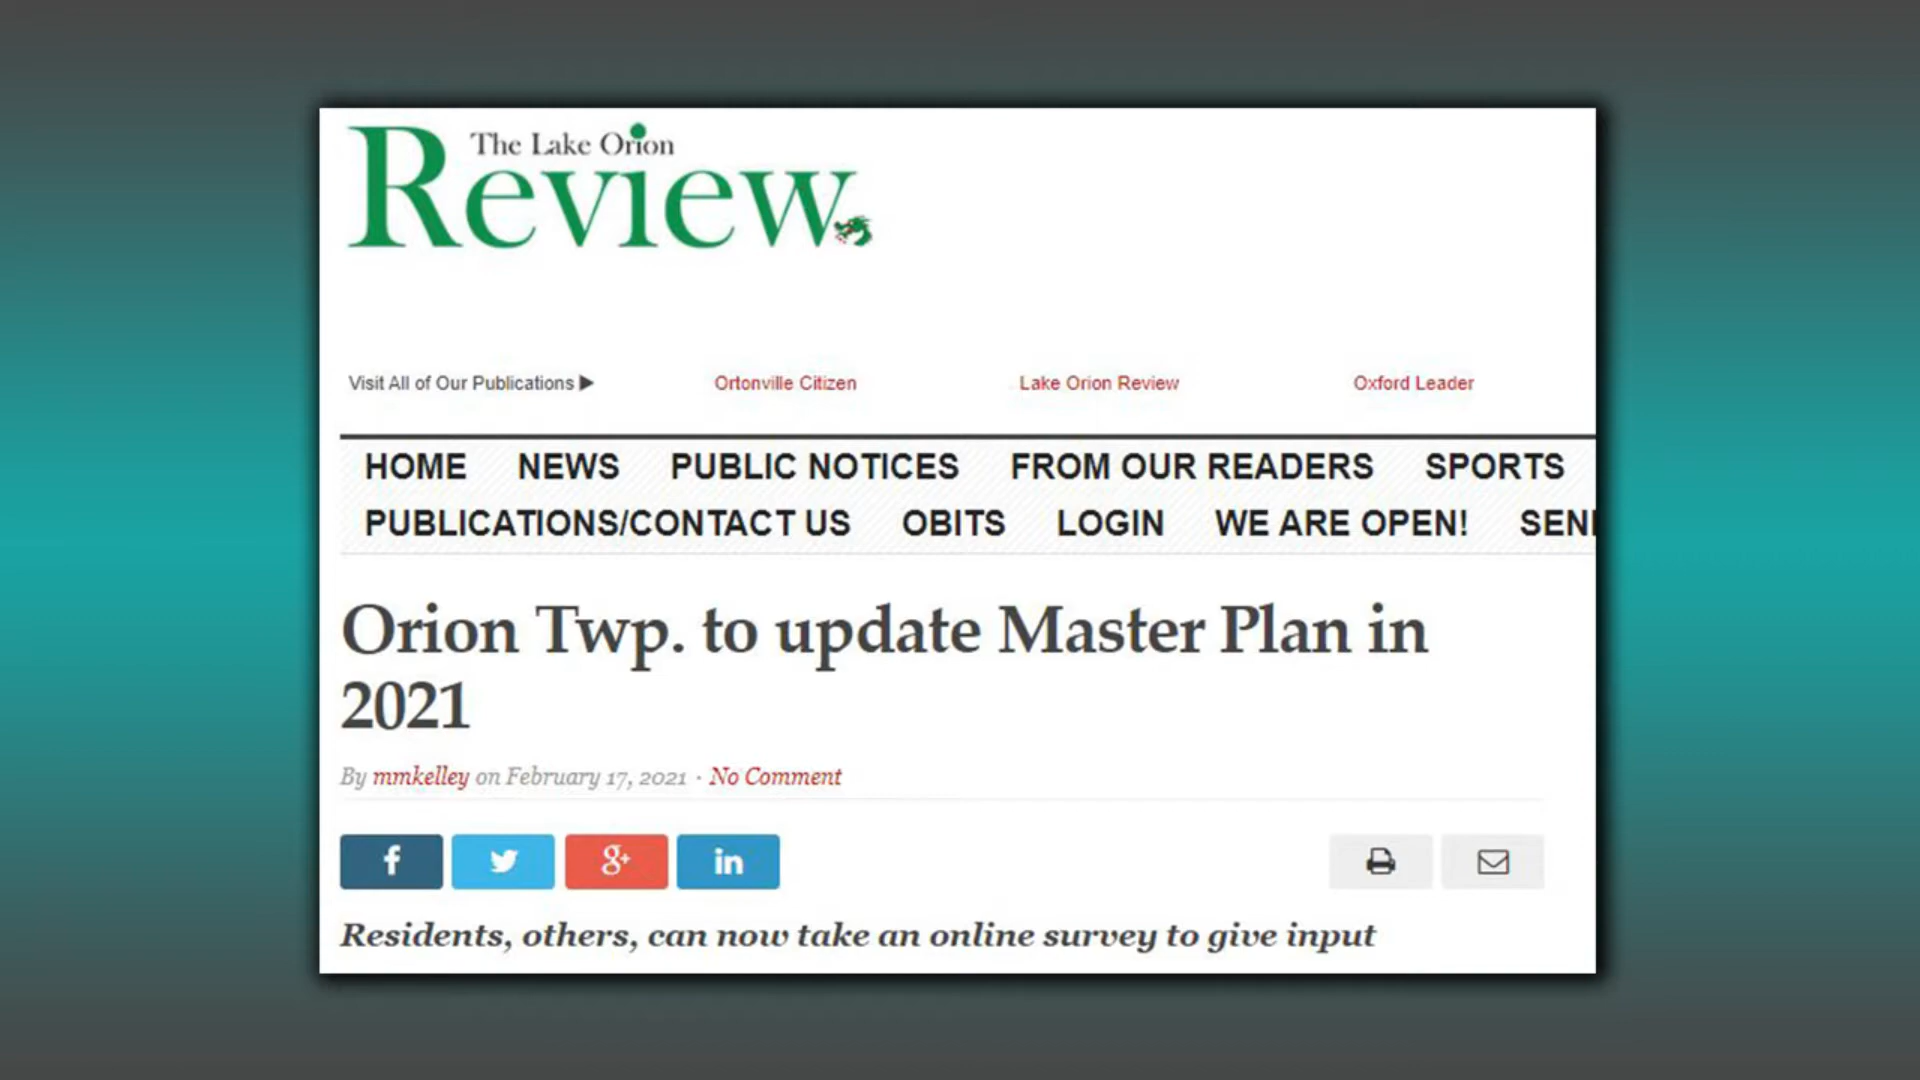 The Lake Orion
Review
Visit All of Our Publications ▶ Ortonville Citizen Lake Orion Review Oxford Leader
HOME NEWS PUBLIC NOTICES FROM OUR READERS SPORTS
PUBLICATIONS/CONTACT US OBITS LOGIN WE ARE OPEN!
Orion Twp. to update Master Plan in
2021
By mmkelley on February 17, 2021 · No Comment
f g+ in
Residents, others, can now take an online survey to give input